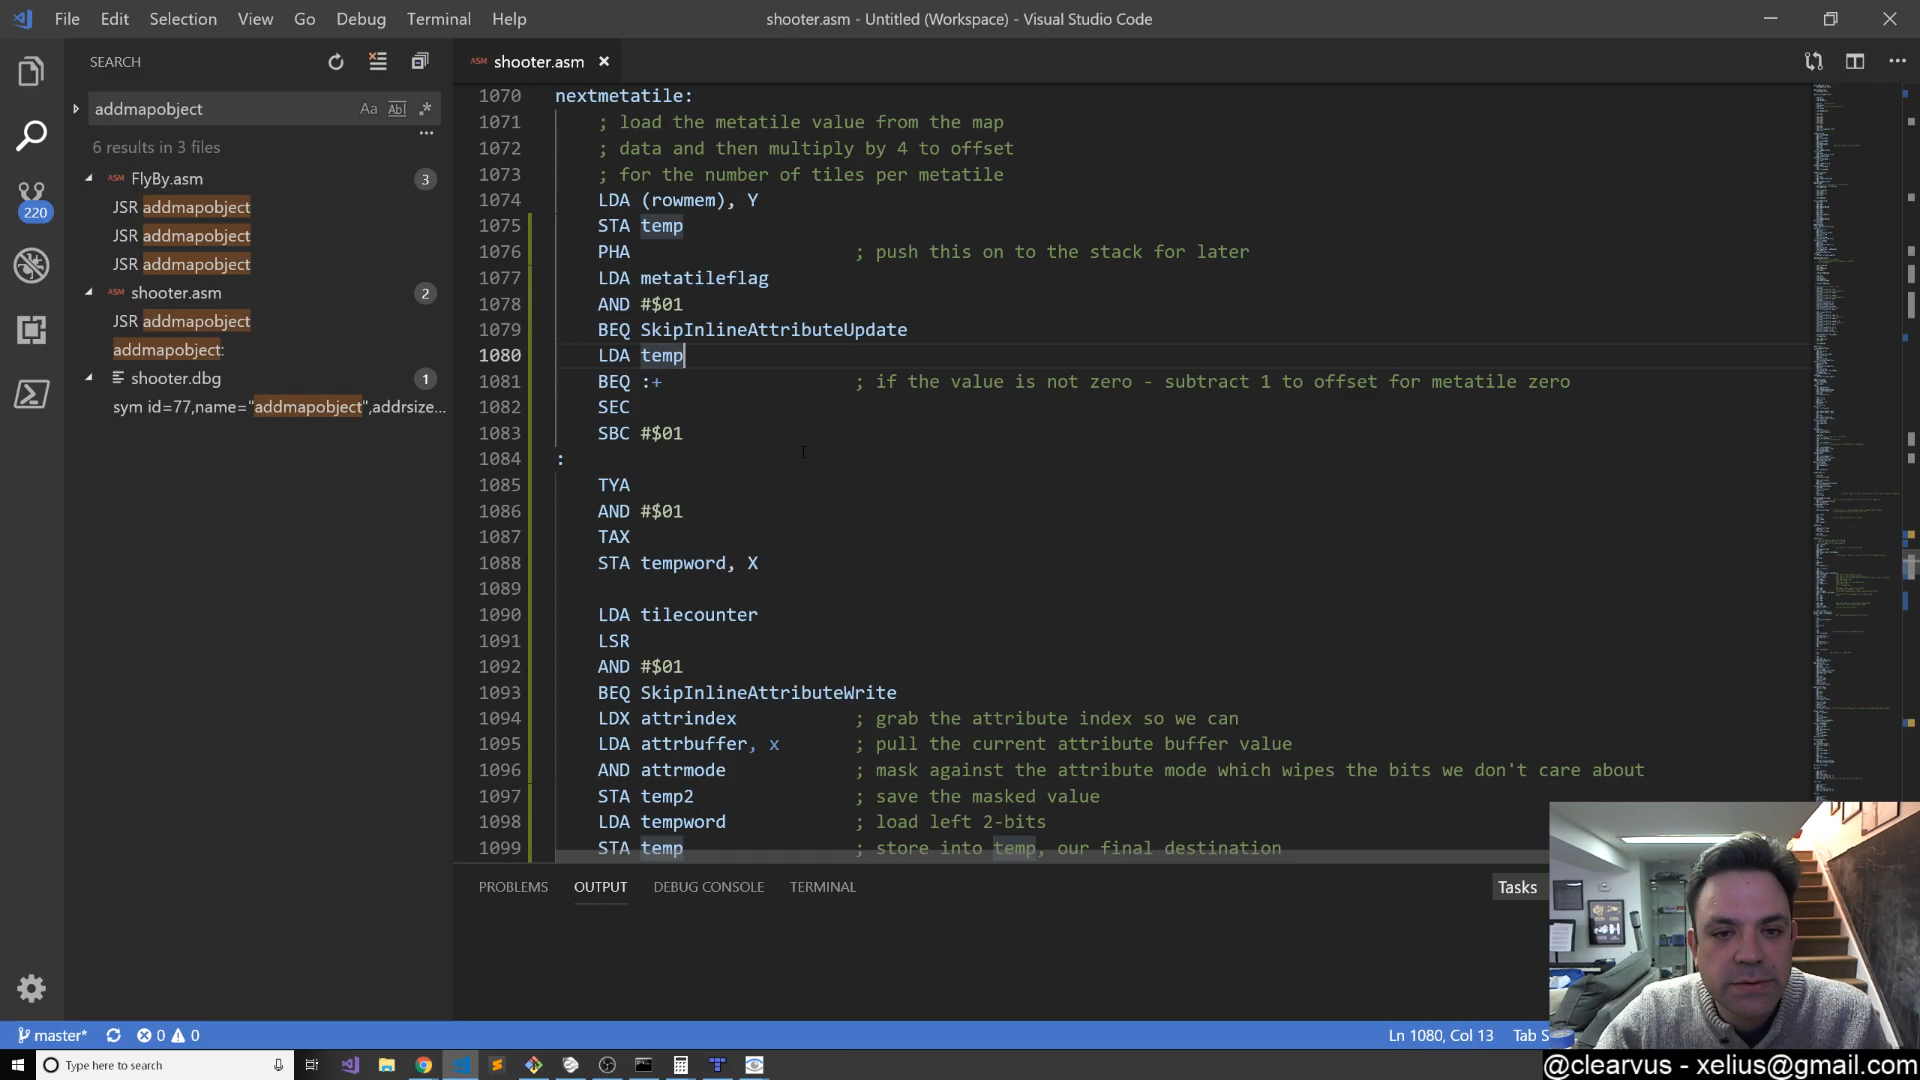 File Edit Selection View Go Debug Terminal Help
shooter.asm - Untitled (Workspace) - Visual Studio Code
SEARCH
addmapobject
Aa Abl .*
6 results in 3 files
ASM FlyBy.asm 3
JSR addmapobject
JSR addmapobject
JSR addmapobject
ASM shooter.asm 2
JSR addmapobject
addmapobject:
shooter.dbg 1
sym id=77,name="addmapobject",addrsize...
220
ASM shooter.asm
1070 nextmetatile:
1071 ; load the metatile value from the map
1072 ; data and then multiply by 4 to offset
1073 ; for the number of tiles per metatile
1074 LDA (rowmem), Y
1075 STA temp
1076 PHA ; push this on to the stack for later
1077 LDA metatileflag
1078 AND #$01
1079 BEQ SkipInlineAttributeUpdate
1080 LDA temp
1081 BEQ :+ ; if the value is not zero - subtract 1 to offset for metatile zero
1082 SEC
1083 SBC #$01
1084 :
1085 TYA
1086 AND #$01
1087 TAX
1088 STA tempword, X
1089
1090 LDA tilecounter
1091 LSR
1092 AND #$01
1093 BEQ SkipInlineAttributeWrite
1094 LDX attrindex ; grab the attribute index so we can
1095 LDA attrbuffer, x ; pull the current attribute buffer value
1096 AND attrmode ; mask against the attribute mode which wipes the bits we don't care about
1097 STA temp2 ; save the masked value
1098 LDA tempword ; load left 2-bits
1099 STA temp ; store into temp, our final destination
PROBLEMS OUTPUT DEBUG CONSOLE TERMINAL
Tasks
master* 0 0
Ln 1080, Col 13 Tab S
Type here to search
@clearvus - xelius@gmail.com